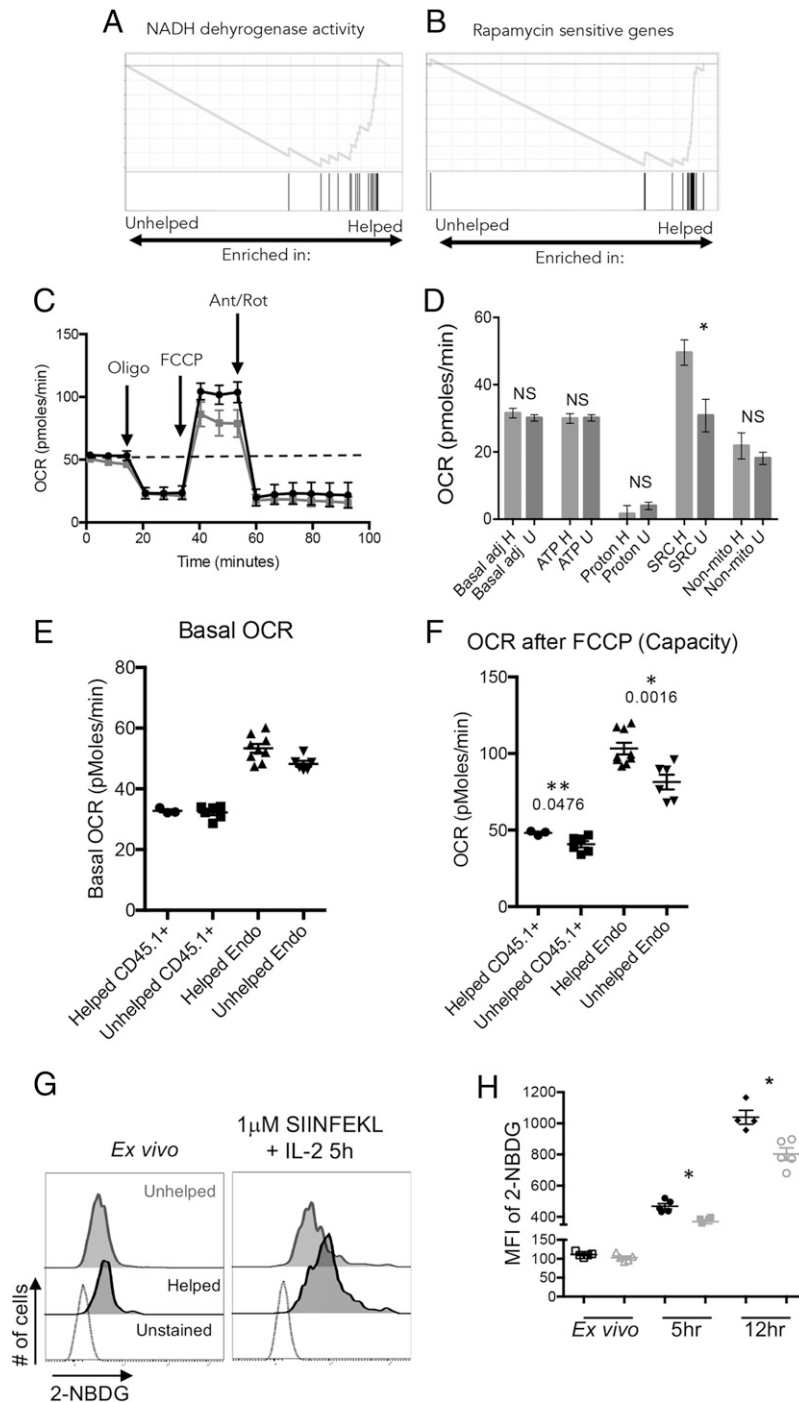 A
NADH dehyrogenase activity
Unhelped
Helped
Enriched in:
B
Rapamycin sensitive genes
Unhelped
Helped
Enriched in:
C
OCR (pmoles/min)
150
100
50
0
Oligo
FCCP
Ant/Rot
0 20 40 60 80 100
Time (minutes)
D
OCR (pmoles/min)
60
40
20
0
NS
NS
NS
*
NS
Basal adj H
Basal adj U
ATP H
ATP U
Proton H
Proton U
SRC H
SRC U
Non-mito H
Non-mito U
E
Basal OCR
Basal OCR (pMoles/min)
80
60
40
20
0
Helped CD45.1+
Unhelped CD45.1+
Helped Endo
Unhelped Endo
F
OCR after FCCP (Capacity)
OCR (pMoles/min)
150
100
50
0
**
0.0476
*
0.0016
Helped CD45.1+
Unhelped CD45.1+
Helped Endo
Unhelped Endo
G
Ex vivo
1µM SIINFEKL
+ IL-2 5h
Unhelped
Helped
Unstained
# of cells
2-NBDG
H
MFI of 2-NBDG
1200
1000
800
600
400
150
100
50
0
*
*
Ex vivo
5hr
12hr